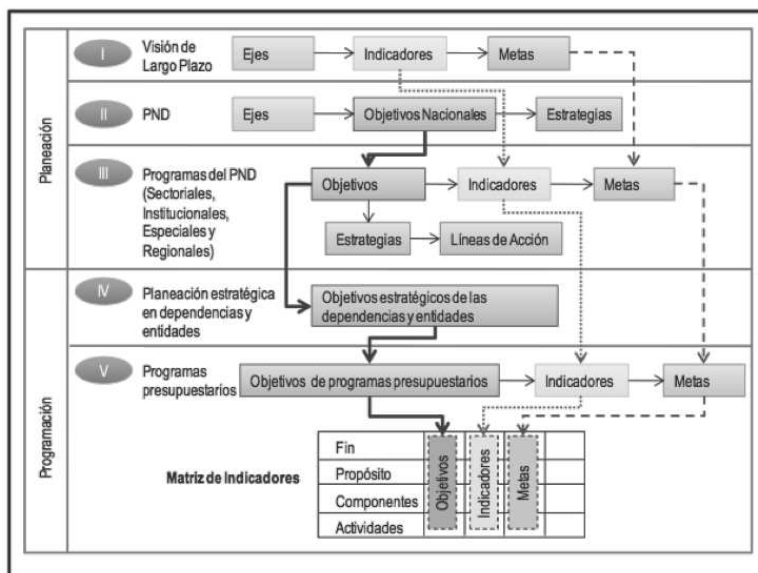 Planeación
I
Visión de
Largo Plazo
Ejes
Indicadores
Metas
II
PND
Ejes
Objetivos Nacionales
Estrategias
III
Programas del PND
(Sectoriales,
Institucionales,
Especiales y
Regionales)
Objetivos
Indicadores
Metas
Estrategias
Líneas de Acción
Programación
IV
Planeación estratégica
en dependencias y
entidades
Objetivos estratégicos de las
dependencias y entidades
V
Programas
presupuestarios
Objetivos de programas presupuestarios
Indicadores
Metas
Matriz de Indicadores
Fin
Propósito
Componentes
Actividades
Objetivos
Indicadores
Metas